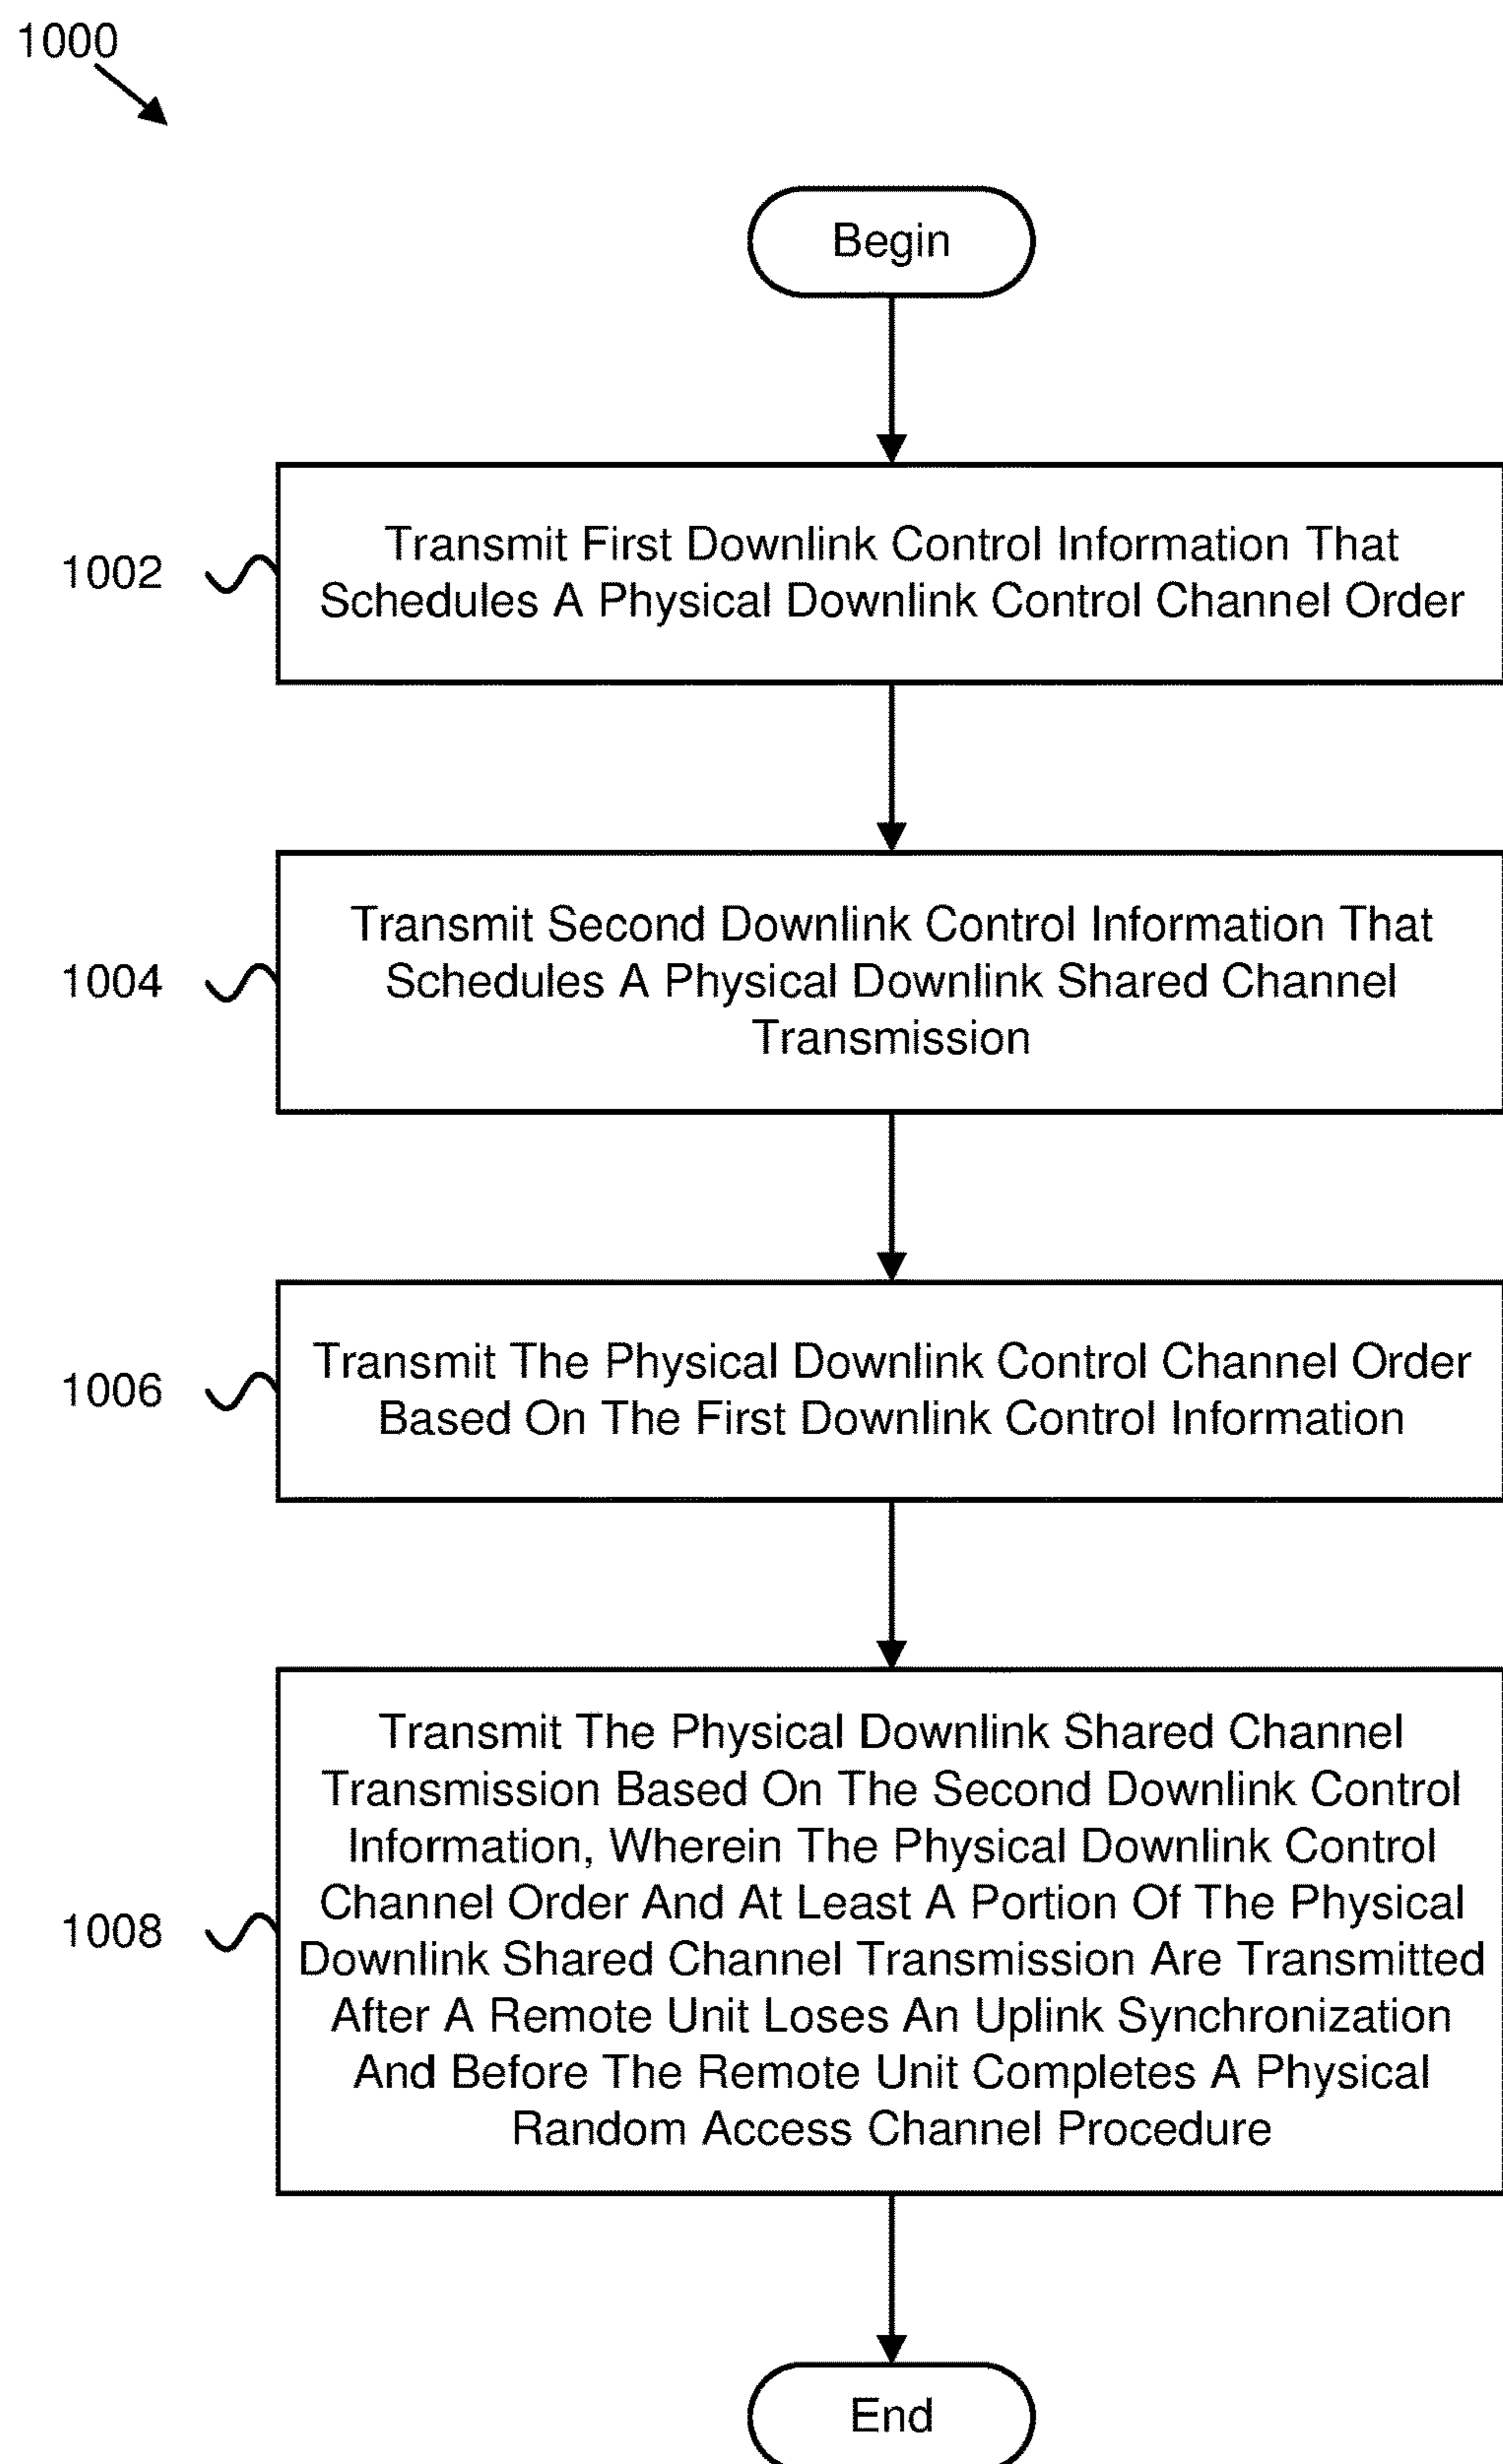 1000
Begin
1002
Transmit First Downlink Control Information That
Schedules A Physical Downlink Control Channel Order
1004
Transmit Second Downlink Control Information That
Schedules A Physical Downlink Shared Channel
Transmission
1006
Transmit The Physical Downlink Control Channel Order
Based On The First Downlink Control Information
1008
Transmit The Physical Downlink Shared Channel
Transmission Based On The Second Downlink Control
Information, Wherein The Physical Downlink Control
Channel Order And At Least A Portion Of The Physical
Downlink Shared Channel Transmission Are Transmitted
After A Remote Unit Loses An Uplink Synchronization
And Before The Remote Unit Completes A Physical
Random Access Channel Procedure
End